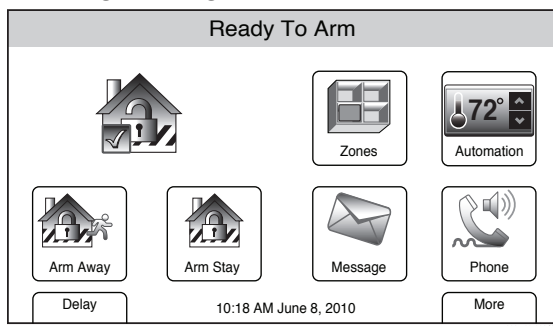 Ready To Arm
72°
Zones
Automation
Arm Away
Arm Stay
Message
Phone
Delay
10:18 AM June 8, 2010
More